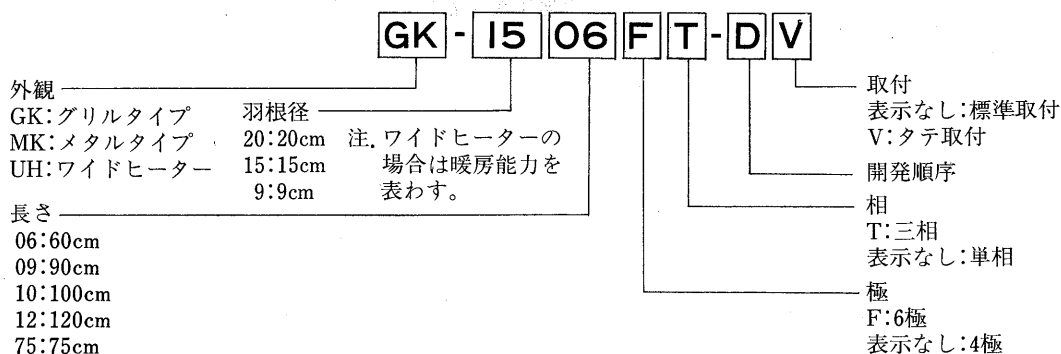 GK-1506FT-DV
外観
GK:グリルタイプ
MK:メタルタイプ
UH:ワイドヒーター
羽根径
20:20cm
15:15cm
9:9cm
注.ワイドヒーターの
場合は暖房能力を
表わす。
長さ
06:60cm
09:90cm
10:100cm
12:120cm
75:75cm
取付
表示なし:標準取付
V:タテ取付
開発順序
相
T:三相
表示なし:単相
極
F:6極
表示なし:4極